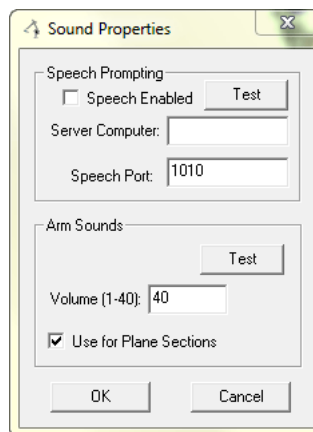 Sound Properties
Speech Prompting
Speech Enabled
Test
Server Computer:
Speech Port: 1010
Arm Sounds
Test
Volume (1-40): 40
Use for Plane Sections
OK
Cancel